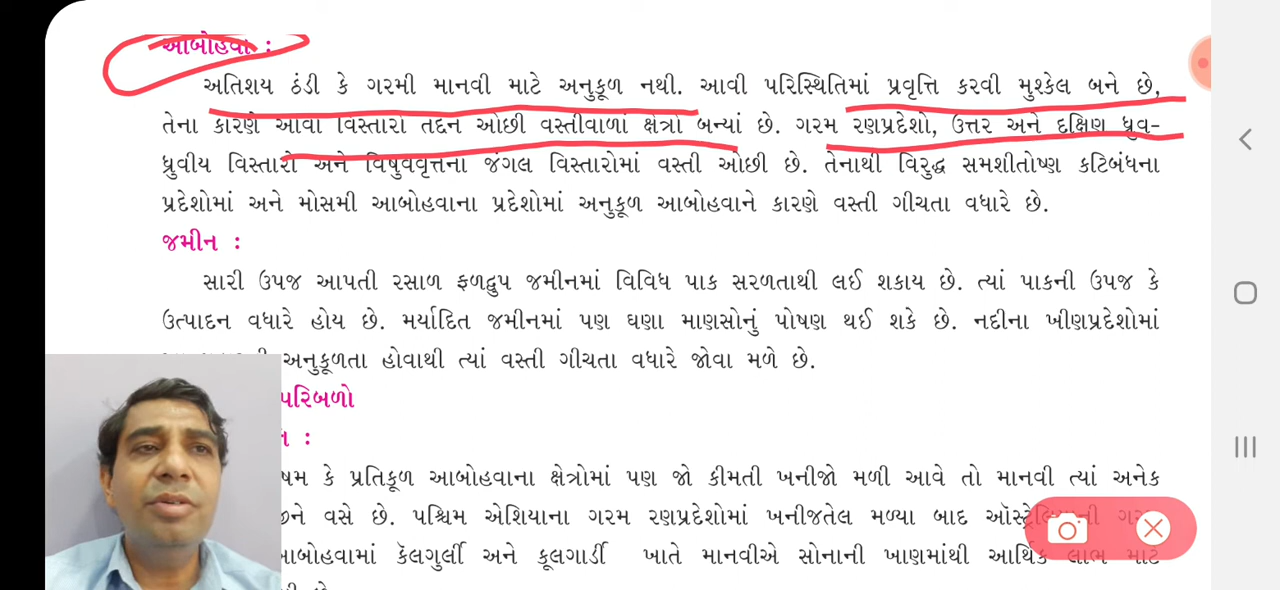 આબોહવા :
અતિશય ઠંડી કે ગરમી માનવી માટે અનુકૂળ નથી. આવી પરિસ્થિતિમાં પ્રવૃત્તિ કરવી મુશ્કેલ બને છે,
તેના કારણે આવા વિસ્તારો તદ્દન ઓછી વસ્તીવાળાં ક્ષેત્રો બન્યાં છે. ગરમ રણપ્રદેશો, ઉત્તર અને દક્ષિણ ધ્રુવ-
ધ્રુવીય વિસ્તારો અને વિષુવવૃત્તના જંગલ વિસ્તારોમાં વસ્તી ઓછી છે. તેનાથી વિરુદ્ધ સમશીતોષ્ણ કટિબંધના
પ્રદેશોમાં અને મોસમી આબોહવાના પ્રદેશોમાં અનુકૂળ આબોહવાને કારણે વસ્તી ગીચતા વધારે છે.
જમીન :
સારી ઉપજ આપતી રસાળ ફળદ્રુપ જમીનમાં વિવિધ પાક સરળતાથી લઈ શકાય છે. ત્યાં પાકની ઉપજ કે
ઉત્પાદન વધારે હોય છે. મર્યાદિત જમીનમાં પણ ઘણા માણસોનું પોષણ થઈ શકે છે. નદીના ખીણપ્રદેશોમાં
અનુકૂળતા હોવાથી ત્યાં વસ્તી ગીચતા વધારે જોવા મળે છે.
પરિબળો
:
કે પ્રતિકૂળ આબોહવાના ક્ષેત્રોમાં પણ જો કીમતી ખનીજો મળી આવે તો માનવી ત્યાં અનેક
વસે છે. પશ્ચિમ એશિયાના ગરમ રણપ્રદેશોમાં ખનીજતેલ મળ્યા બાદ
આબોહવામાં કૅલગુર્લી અને કૂલગાર્ડી ખાતે માનવીએ સોનાની ખાણમાંથી આર્થિક લાભ માટે